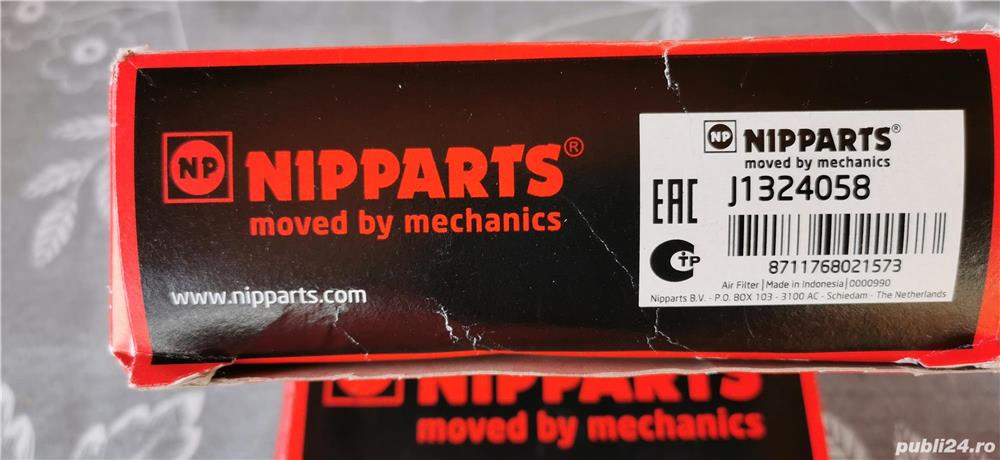 NP NIPPARTS®
moved by mechanics
www.nipparts.com
NP NIPPARTS®
moved by mechanics
EAC J1324058
CTP
8711768021573
Air Filter | Made in Indonesia | 0000990
Nipparts B.V. - P.O. BOX 103 - 3100 AC - Schiedam - The Netherlands
NIPPARTS
moved by mechanics
publi24.ro